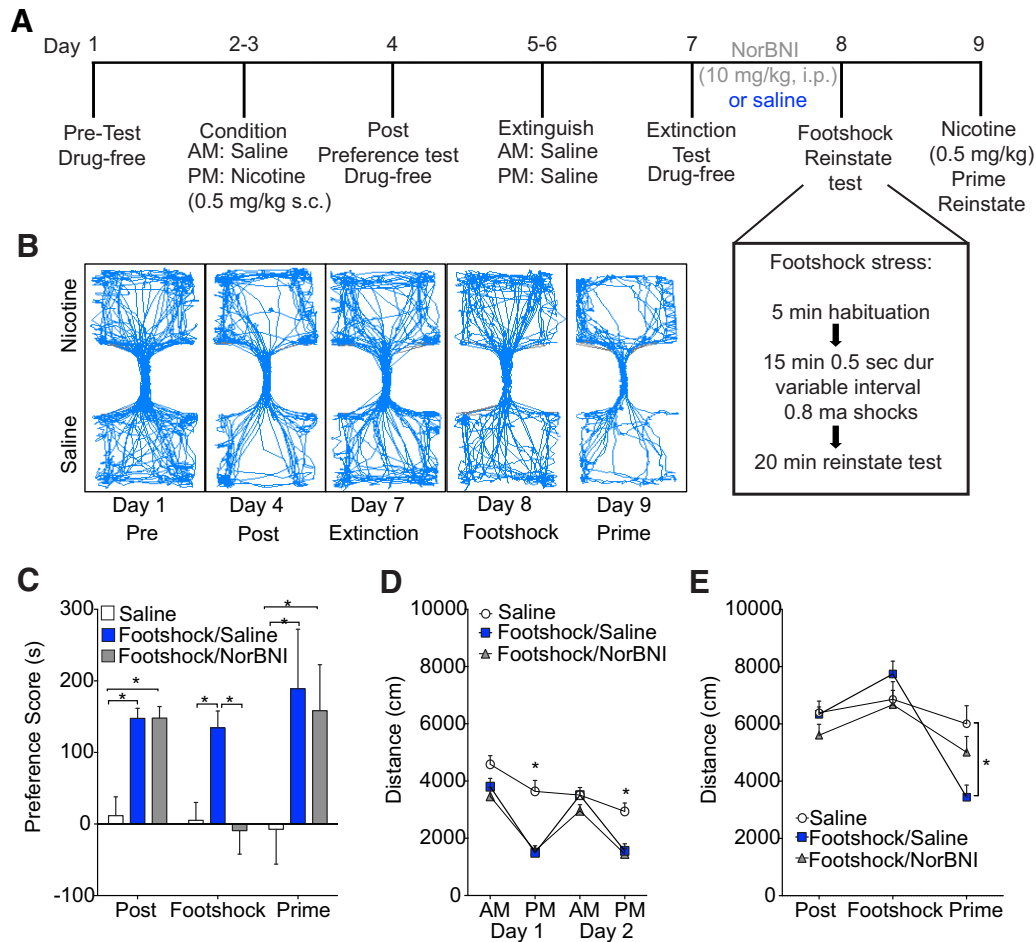 A
Day 1 2-3 4 5-6 7 8 9
NorBNI
(10 mg/kg, i.p.)
or saline
Pre-Test
Drug-free
Condition
AM: Saline
PM: Nicotine
(0.5 mg/kg s.c.)
Post
Preference test
Drug-free
Extinguish
AM: Saline
PM: Saline
Extinction
Test
Drug-free
Footshock
Reinstate
test
Nicotine
(0.5 mg/kg)
Prime
Reinstate
Footshock stress:
5 min habituation
15 min 0.5 sec dur
variable interval
0.8 ma shocks
20 min reinstate test
B
Nicotine
Saline
Day 1
Pre
Day 4
Post
Day 7
Extinction
Day 8
Footshock
Day 9
Prime
C
Preference Score (s)
300
200
100
0
-100
Saline
Footshock/Saline
Footshock/NorBNI
* * * * * *
Post Footshock Prime
D
Distance (cm)
10000
8000
6000
4000
2000
0
Saline
Footshock/Saline
Footshock/NorBNI
* *
AM PM AM PM
Day 1 Day 2
E
Distance (cm)
10000
8000
6000
4000
2000
0
*
Saline
Footshock/Saline
Footshock/NorBNI
Post Footshock Prime